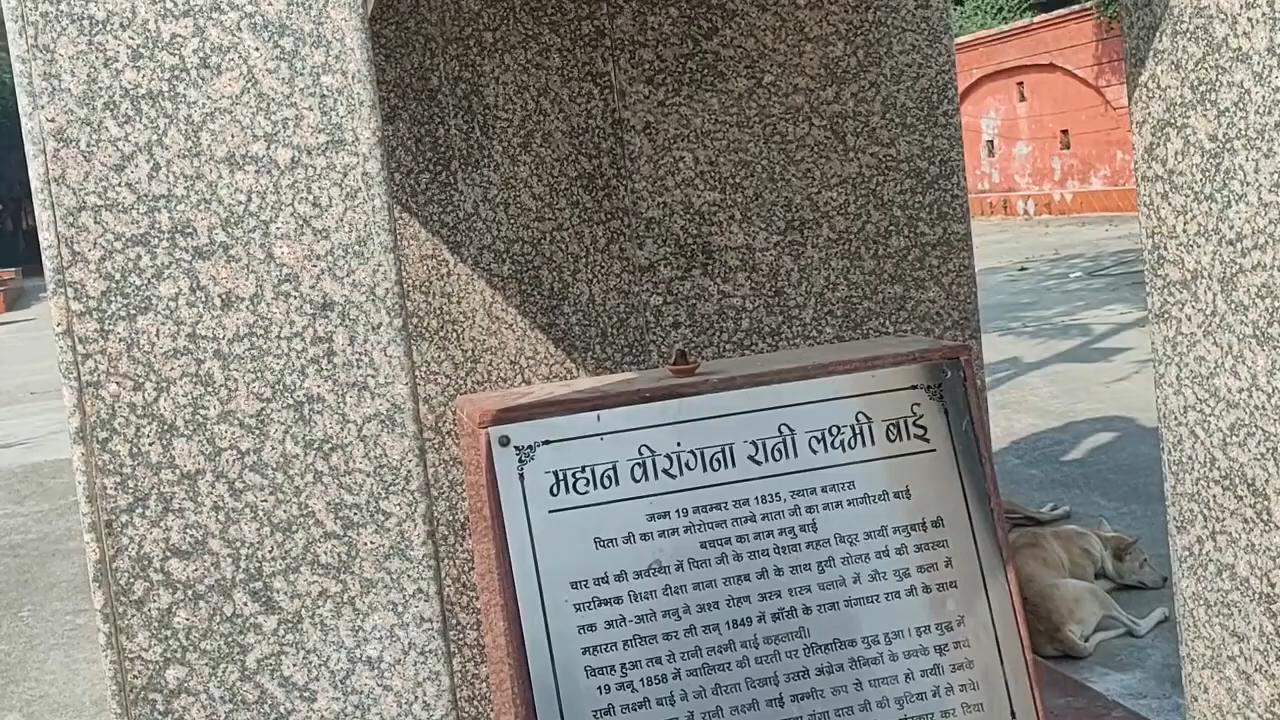 महान वीरांगना रानी लक्ष्मी बाई
जन्म 19 नवम्बर सन 1835, स्थान बनारस
पिता जी का नाम मोरोपन्त ताम्बे माता जी का नाम भागीरथी बाई
बचपन का नाम मनु बाई
चार वर्ष की अवस्था में पिता जी के साथ पेशवा महल बिठूर आयीं मनुबाई की
प्रारम्भिक शिक्षा दीक्षा नाना साहब जी के साथ हुयी सोलह वर्ष की अवस्था
तक आते-आते मनु ने अश्व रोहण अस्त्र शस्त्र चलाने में और युद्ध कला में
महारत हासिल कर ली सन् 1849 में झाँसी के राजा गंगाधर राव जी के साथ
विवाह हुआ तब से रानी लक्ष्मी बाई कहलायीं।
19 जनू 1858 में ग्वालियर की धरती पर ऐतिहासिक युद्ध हुआ। इस युद्ध में
रानी लक्ष्मी बाई ने जो वीरता दिखाई उससे अंग्रेज सैनिकों के छक्के छूट गये
में रानी लक्ष्मी बाई गम्भीर रूप से घायल हो गयीं। उनके
गंगा दास जी की कुटिया में ले गये।
संस्कार कर दिया